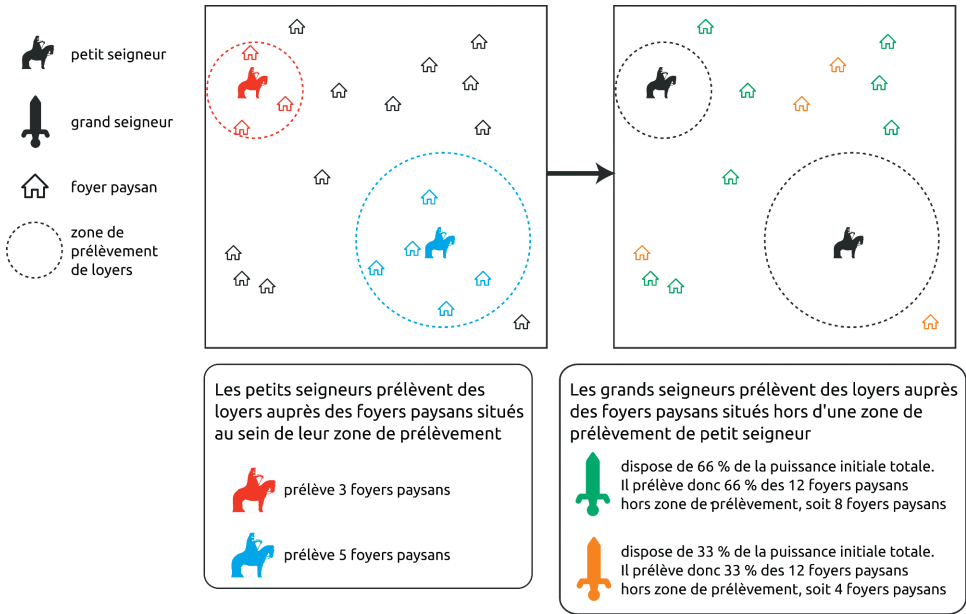 petit seigneur
grand seigneur
foyer paysan
zone de
prélèvement
de loyers
Les petits seigneurs prélèvent des
loyers auprès des foyers paysans situés
au sein de leur zone de prélèvement
prélève 3 foyers paysans
prélève 5 foyers paysans
Les grands seigneurs prélèvent des loyers auprès
des foyers paysans situés hors d'une zone de
prélèvement de petit seigneur
dispose de 66 % de la puissance initiale totale.
Il prélève donc 66 % des 12 foyers paysans
hors zone de prélèvement, soit 8 foyers paysans
dispose de 33 % de la puissance initiale totale.
Il prélève donc 33 % des 12 foyers paysans
hors zone de prélèvement, soit 4 foyers paysans